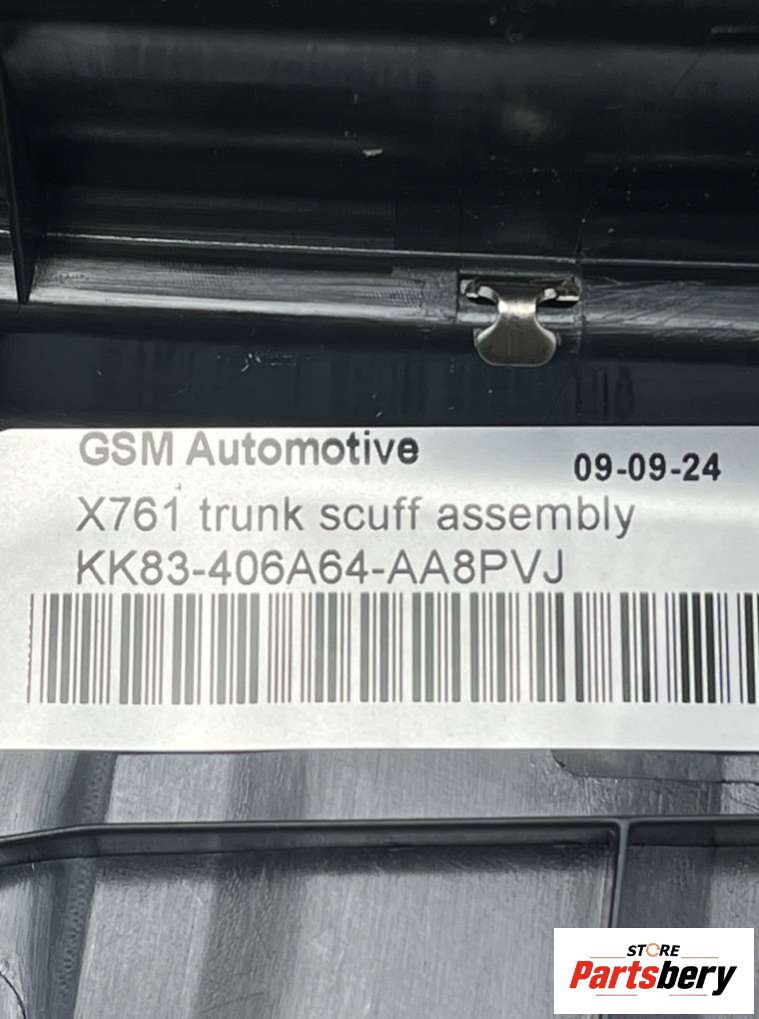 GSM Automotive
09-09-24
X761 trunk scuff assembly
KK83-406A64-AA8PVJ
STORE
Partsbery